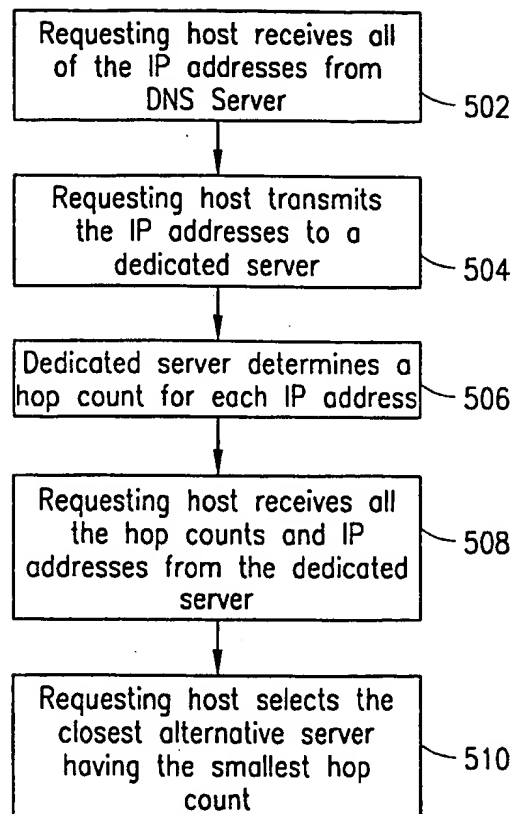 Requesting host receives all
of the IP addresses from
DNS Server
502
Requesting host transmits
the IP addresses to a
dedicated server
504
Dedicated server determines a
hop count for each IP address
506
Requesting host receives all
the hop counts and IP
addresses from the dedicated
server
508
Requesting host selects the
closest alternative server
having the smallest hop
count
510